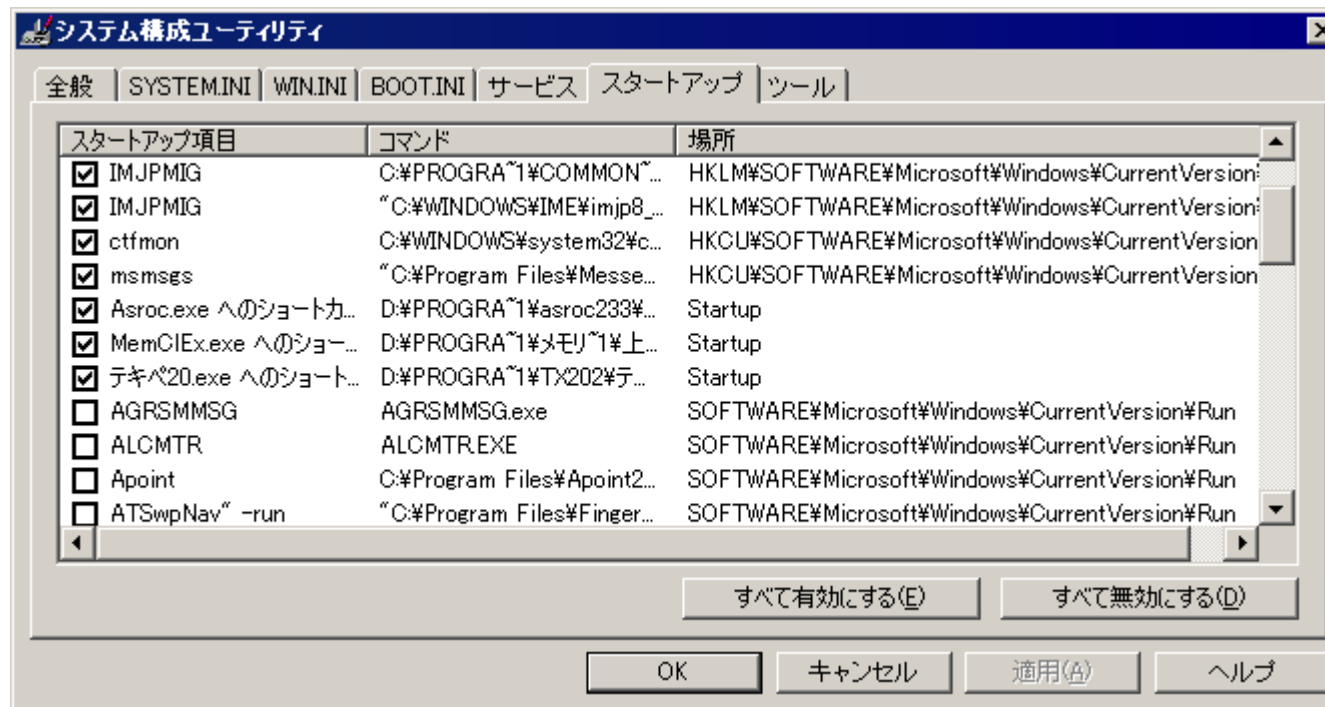 システム構成ユーティリティ
全般 SYSTEM.INI WIN.INI BOOT.INI サービス スタートアップ ツール
スタートアップ項目 コマンド 場所
IMJPMIG C:¥PROGRA~1¥COMMON~... HKLM¥SOFTWARE¥Microsoft¥Windows¥CurrentVersion¥
IMJPMIG "C:¥WINDOWS¥IME¥imjp8_... HKLM¥SOFTWARE¥Microsoft¥Windows¥CurrentVersion¥
ctfmon C:¥WINDOWS¥system32¥c... HKCU¥SOFTWARE¥Microsoft¥Windows¥CurrentVersion
msmsgs "C:¥Program Files¥Messe... HKCU¥SOFTWARE¥Microsoft¥Windows¥CurrentVersion
Asroc.exe へのショートカ... D:¥PROGRA~1¥asroc233¥... Startup
MemClEx.exe へのショー... D:¥PROGRA~1¥メモリ~1¥上... Startup
テキペ20.exe へのショート... D:¥PROGRA~1¥TX202¥テ... Startup
AGRSMMSG AGRSMMSG.exe SOFTWARE¥Microsoft¥Windows¥CurrentVersion¥Run
ALCMTR ALCMTR.EXE SOFTWARE¥Microsoft¥Windows¥CurrentVersion¥Run
Apoint C:¥Program Files¥Apoint2... SOFTWARE¥Microsoft¥Windows¥CurrentVersion¥Run
ATSwpNav" -run "C:¥Program Files¥Finger... SOFTWARE¥Microsoft¥Windows¥CurrentVersion¥Run
すべて有効にする(E) すべて無効にする(D)
OK キャンセル 適用(A) ヘルプ